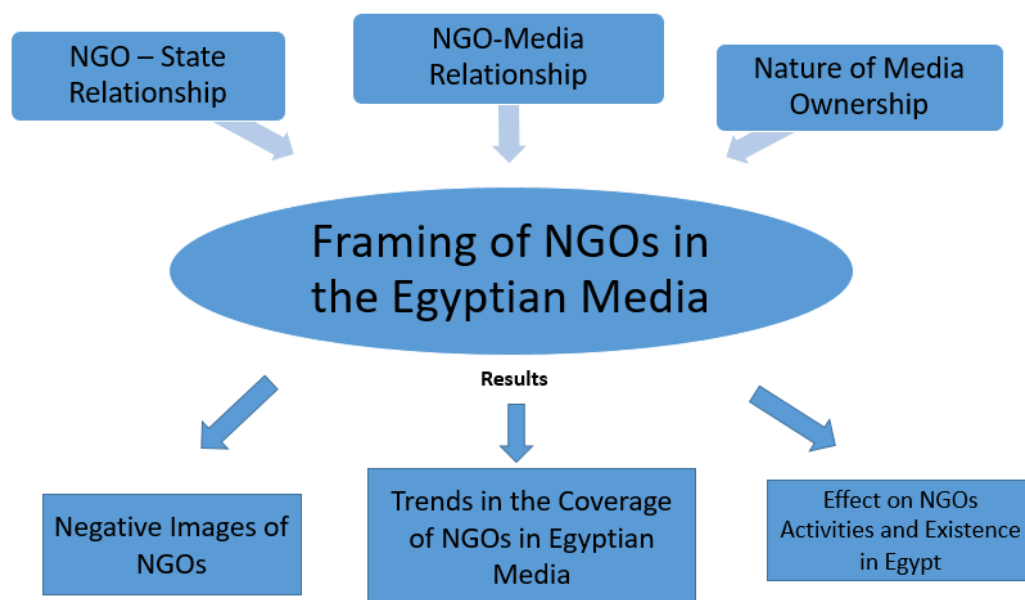 NGO – State
Relationship
NGO-Media
Relationship
Nature of Media
Ownership
Framing of NGOs in
the Egyptian Media
Results
Negative Images of
NGOs
Trends in the Coverage
of NGOs in Egyptian
Media
Effect on NGOs
Activities and Existence
in Egypt